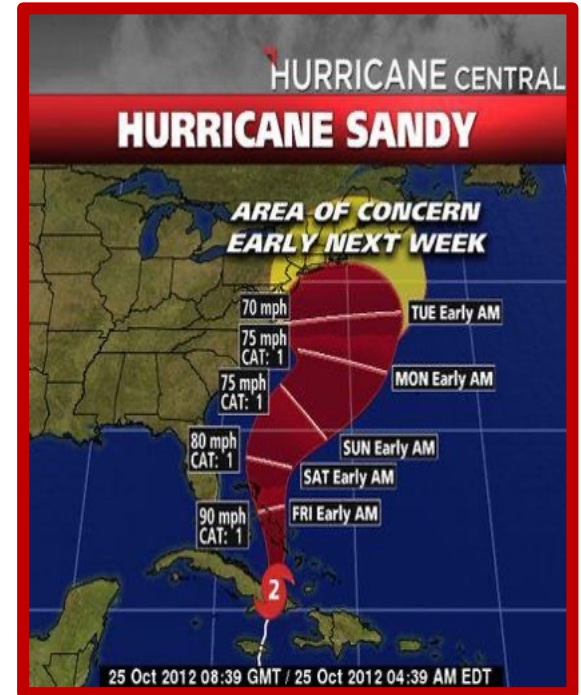 HURRICANE CENTRAL
HURRICANE SANDY
AREA OF CONCERN
EARLY NEXT WEEK
70 mph
TUE Early AM
75 mph
CAT: 1
MON Early AM
75 mph
CAT: 1
SUN Early AM
80 mph
CAT: 1
SAT Early AM
90 mph
CAT: 1
FRI Early AM
2
25 Oct 2012 08:39 GMT / 25 Oct 2012 04:39 AM EDT